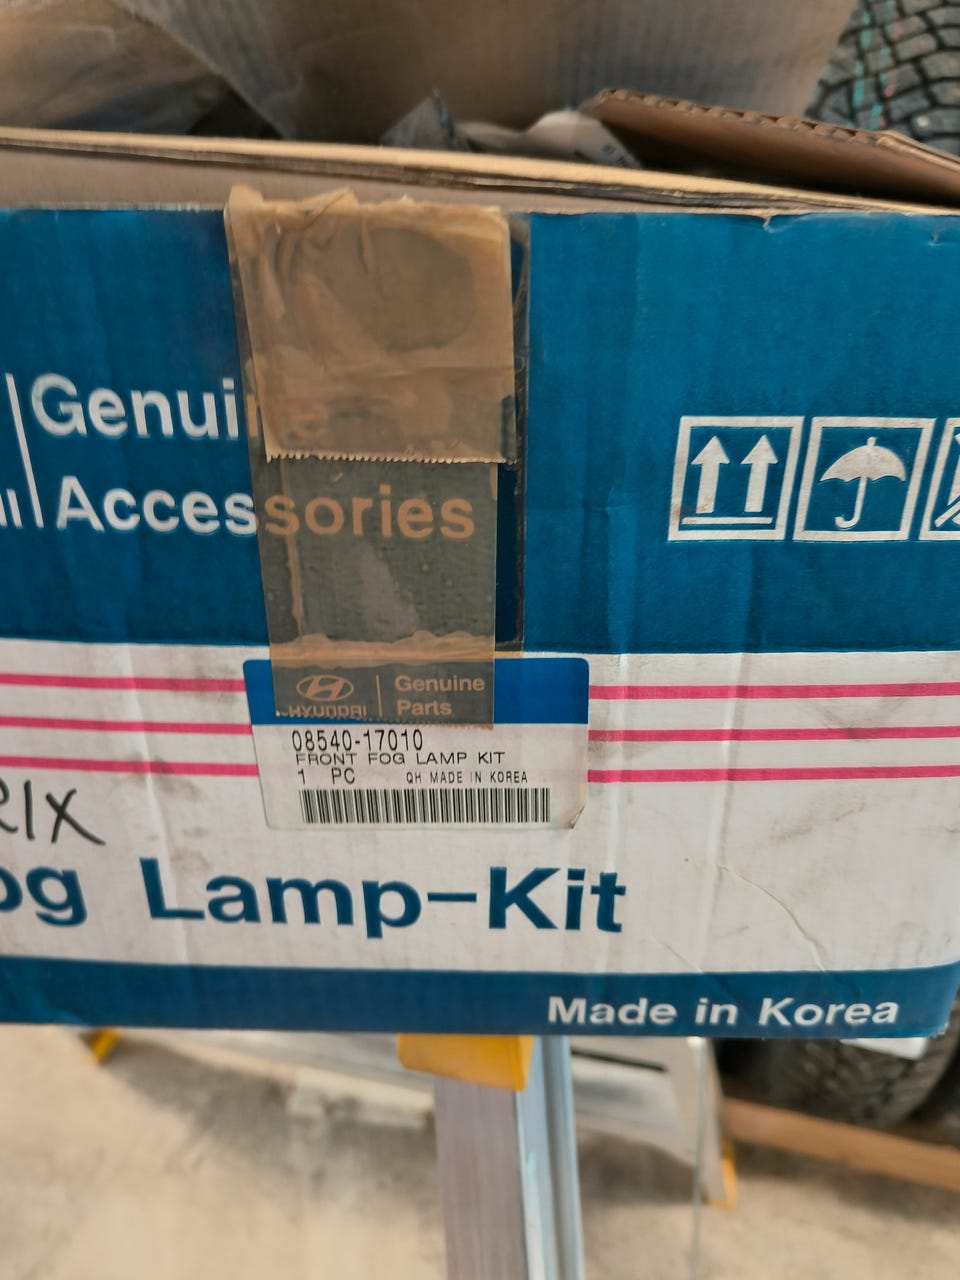 Genuine
Accessories
HYUNDAI
Genuine
Parts
08540-17010
FRONT FOG LAMP KIT
1 PC QH MADE IN KOREA
RIX
og Lamp-Kit
Made in Korea